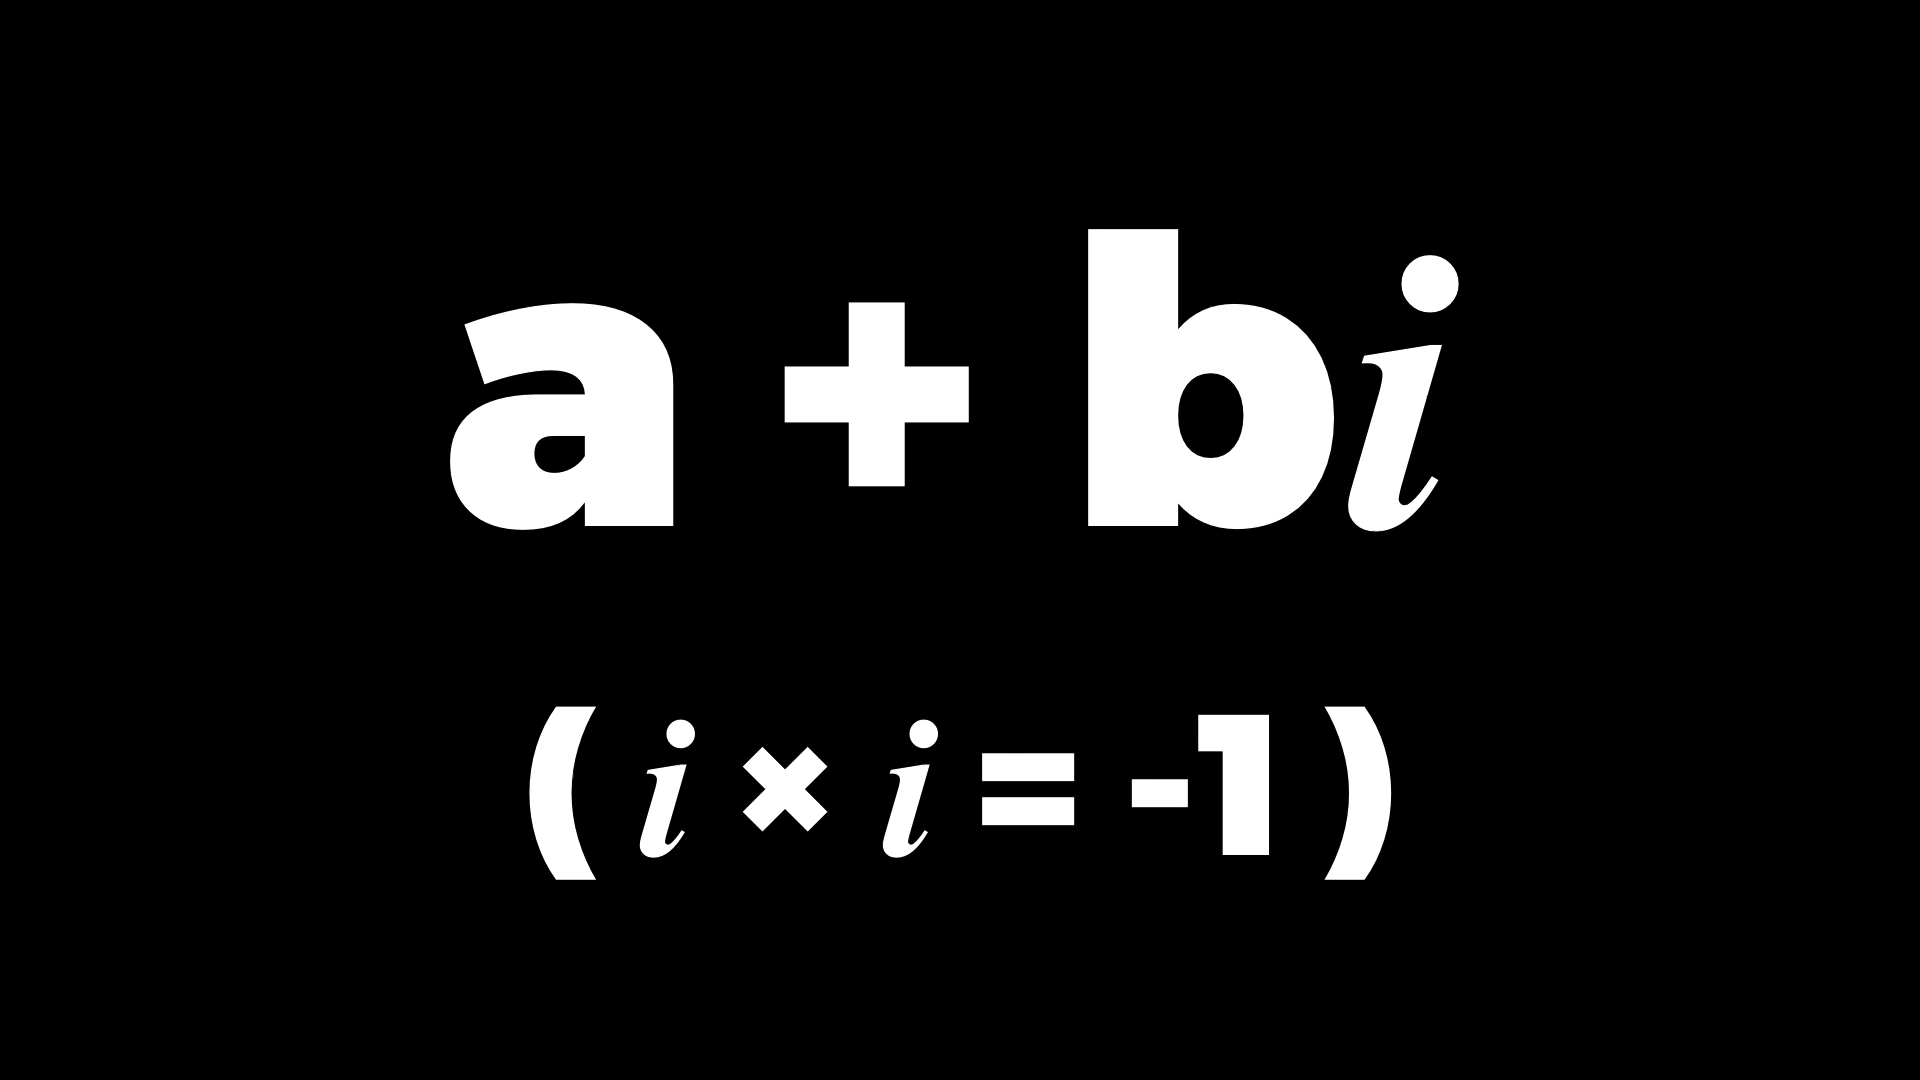 a + bi
( i × i = -1 )